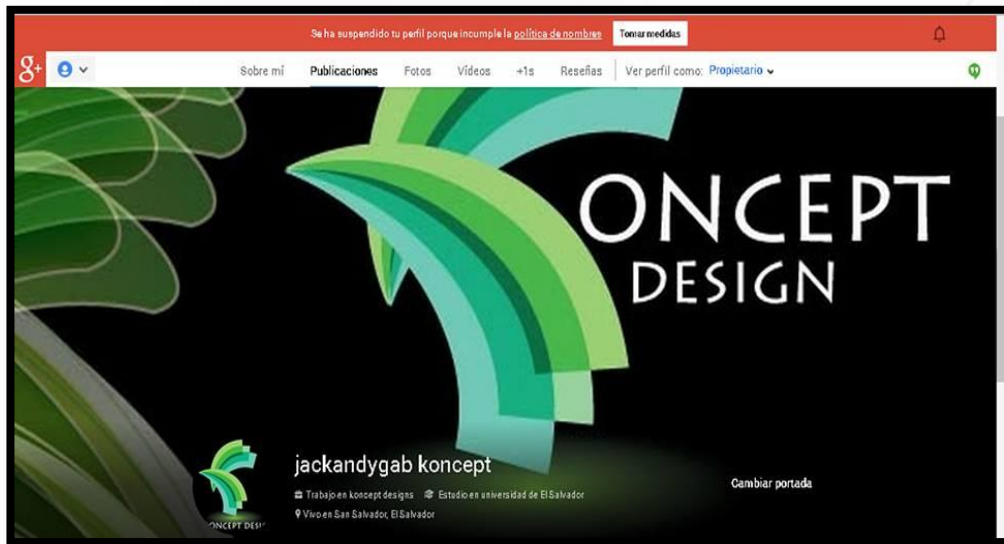 Se ha suspendido tu perfil porque incumple la política de nombres Tomar medidas
g+ Sobre mí Publicaciones Fotos Vídeos +1s Reseñas Ver perfil como: Propietario
ONCEPT
DESIGN
jackandygab koncept
Trabajo en koncept designs Estudio en universidad de El Salvador
Cambiar portada
Vivo en San Salvador, El Salvador
ONCEPT DESI